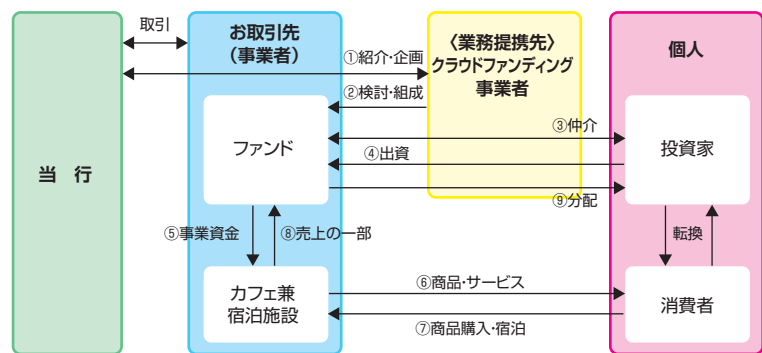 取引
お取引先
（事業者）
〈業務提携先〉
クラウドファンディング
事業者
個人
①紹介・企画
②検討・組成
ファンド
③仲介
投資家
④出資
当 行
⑨分配
⑤事業資金
⑧売上の一部
転換
カフェ兼
宿泊施設
⑥商品・サービス
消費者
⑦商品購入・宿泊